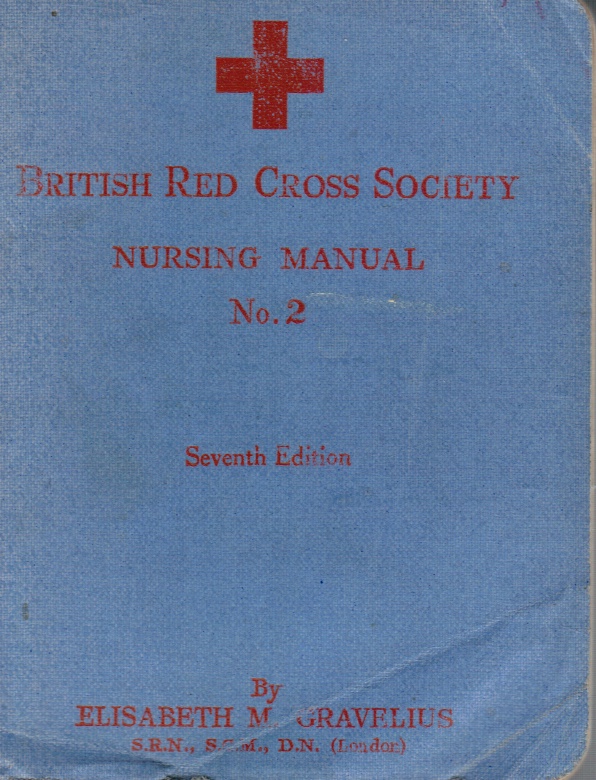 BRITISH RED CROSS SOCIETY
NURSING MANUAL
No. 2
Seventh Edition
By
ELISABETH M. GRAVELIUS
S.R.N., S.C.M., D.N. (London)